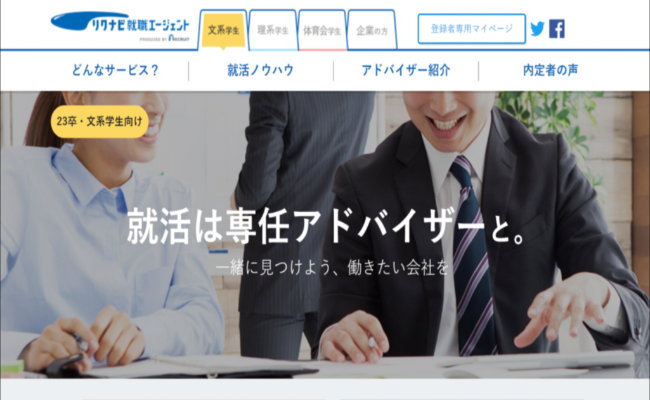 リクナビ就職エージェント
PRODUCED BY RECRUIT
文系学生
理系学生
体育会学生
企業の方
登録者専用マイページ
どんなサービス？
就活ノウハウ
アドバイザー紹介
内定者の声
23卒・文系学生向け
就活は専任アドバイザーと。
一緒に見つけよう、働きたい会社を